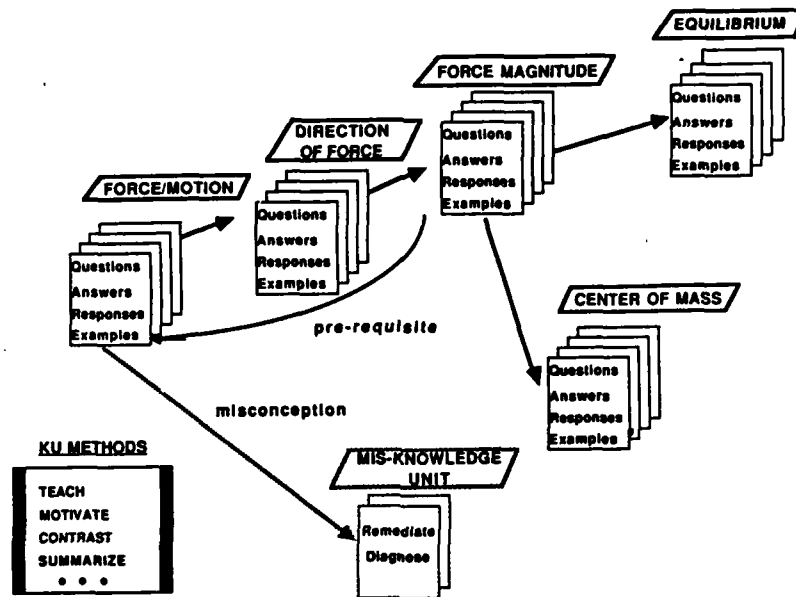 EQUILIBRIUM
Questions
Answers
Responses
Examples
FORCE MAGNITUDE
Questions
Answers
Responses
Examples
DIRECTION
OF FORCE
Questions
Answers
Responses
Examples
FORCE/MOTION
Questions
Answers
Responses
Examples
pre-requisite
CENTER OF MASS
Questions
Answers
Responses
Examples
misconception
KU METHODS
TEACH
MOTIVATE
CONTRAST
SUMMARIZE
• • •
MIS-KNOWLEDGE
UNIT
Remediate
Diagnose